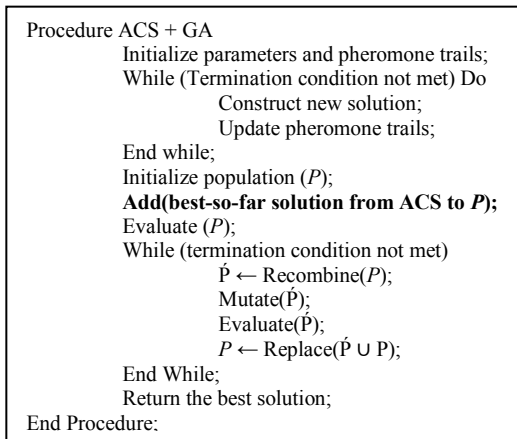 Procedure ACS + GA
Initialize parameters and pheromone trails;
While (Termination condition not met) Do
Construct new solution;
Update pheromone trails;
End while;
Initialize population (P);
Add(best-so-far solution from ACS to P);
Evaluate (P);
While (termination condition not met)
Ṕ ← Recombine(P);
Mutate(Ṕ);
Evaluate(Ṕ);
P ← Replace(Ṕ ∪ P);
End While;
Return the best solution;
End Procedure;